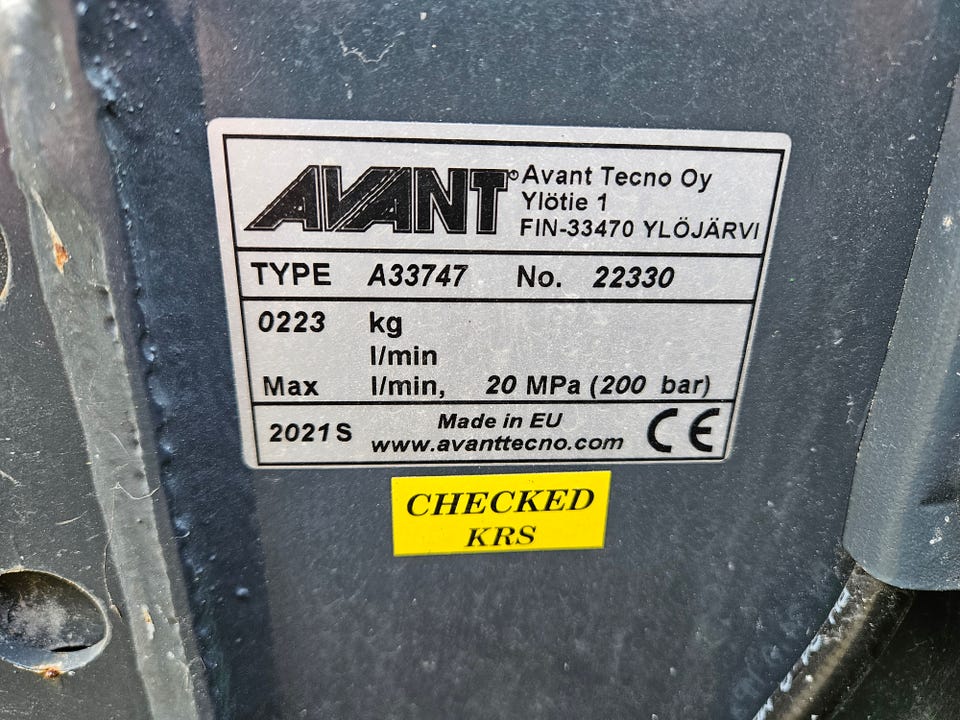 AVANT®
Avant Tecno Oy
Ylötie 1
FIN-33470 YLÖJÄRVI
TYPE A33747 No. 22330
0223 kg
l/min
Max l/min, 20 MPa (200 bar)
2021 S
Made in EU
www.avanttecno.com
CE
CHECKED
KRS